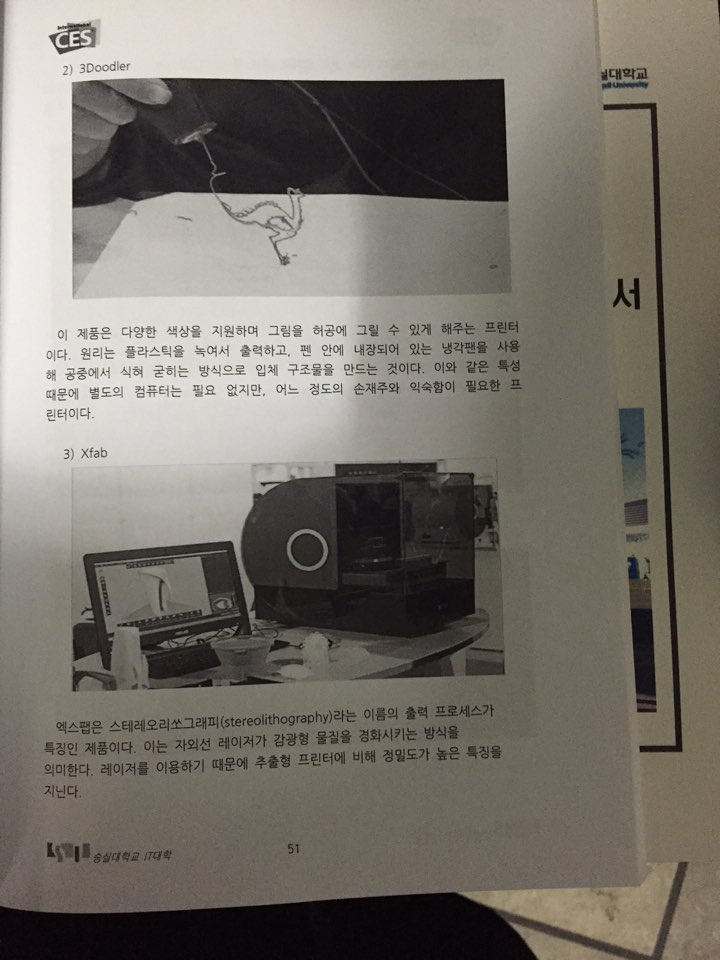 International
CES
2) 3Doodler
이 제품은 다양한 색상을 지원하며 그림을 허공에 그릴 수 있게 해주는 프린터
이다. 원리는 플라스틱을 녹여서 출력하고, 펜 안에 내장되어 있는 냉각팬을 사용
해 공중에서 식혀 굳히는 방식으로 입체 구조물을 만드는 것이다. 이와 같은 특성
때문에 별도의 컴퓨터는 필요 없지만, 어느 정도의 손재주와 익숙함이 필요한 프
린터이다.
3) Xfab
엑스팹은 스테레오리쏘그래피(stereolithography)라는 이름의 출력 프로세스가
특징인 제품이다. 이는 자외선 레이저가 감광형 물질을 경화시키는 방식을
의미한다. 레이저를 이용하기 때문에 추출형 프린터에 비해 정밀도가 높은 특징을
지닌다.
숭실대학교 IT대학
51
실대학교
University
서